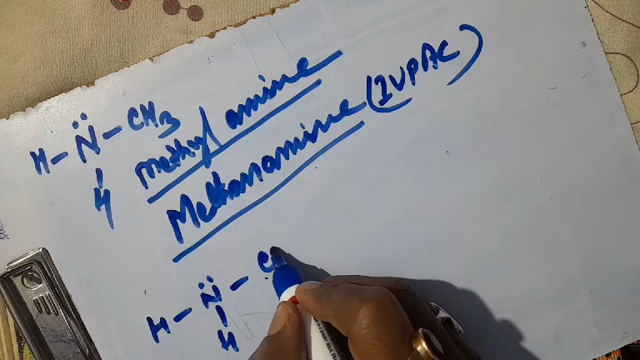 H-N̈-CH₃
H
Methyl amine
Methanamine (IUPAC)
H-N̈-C
H